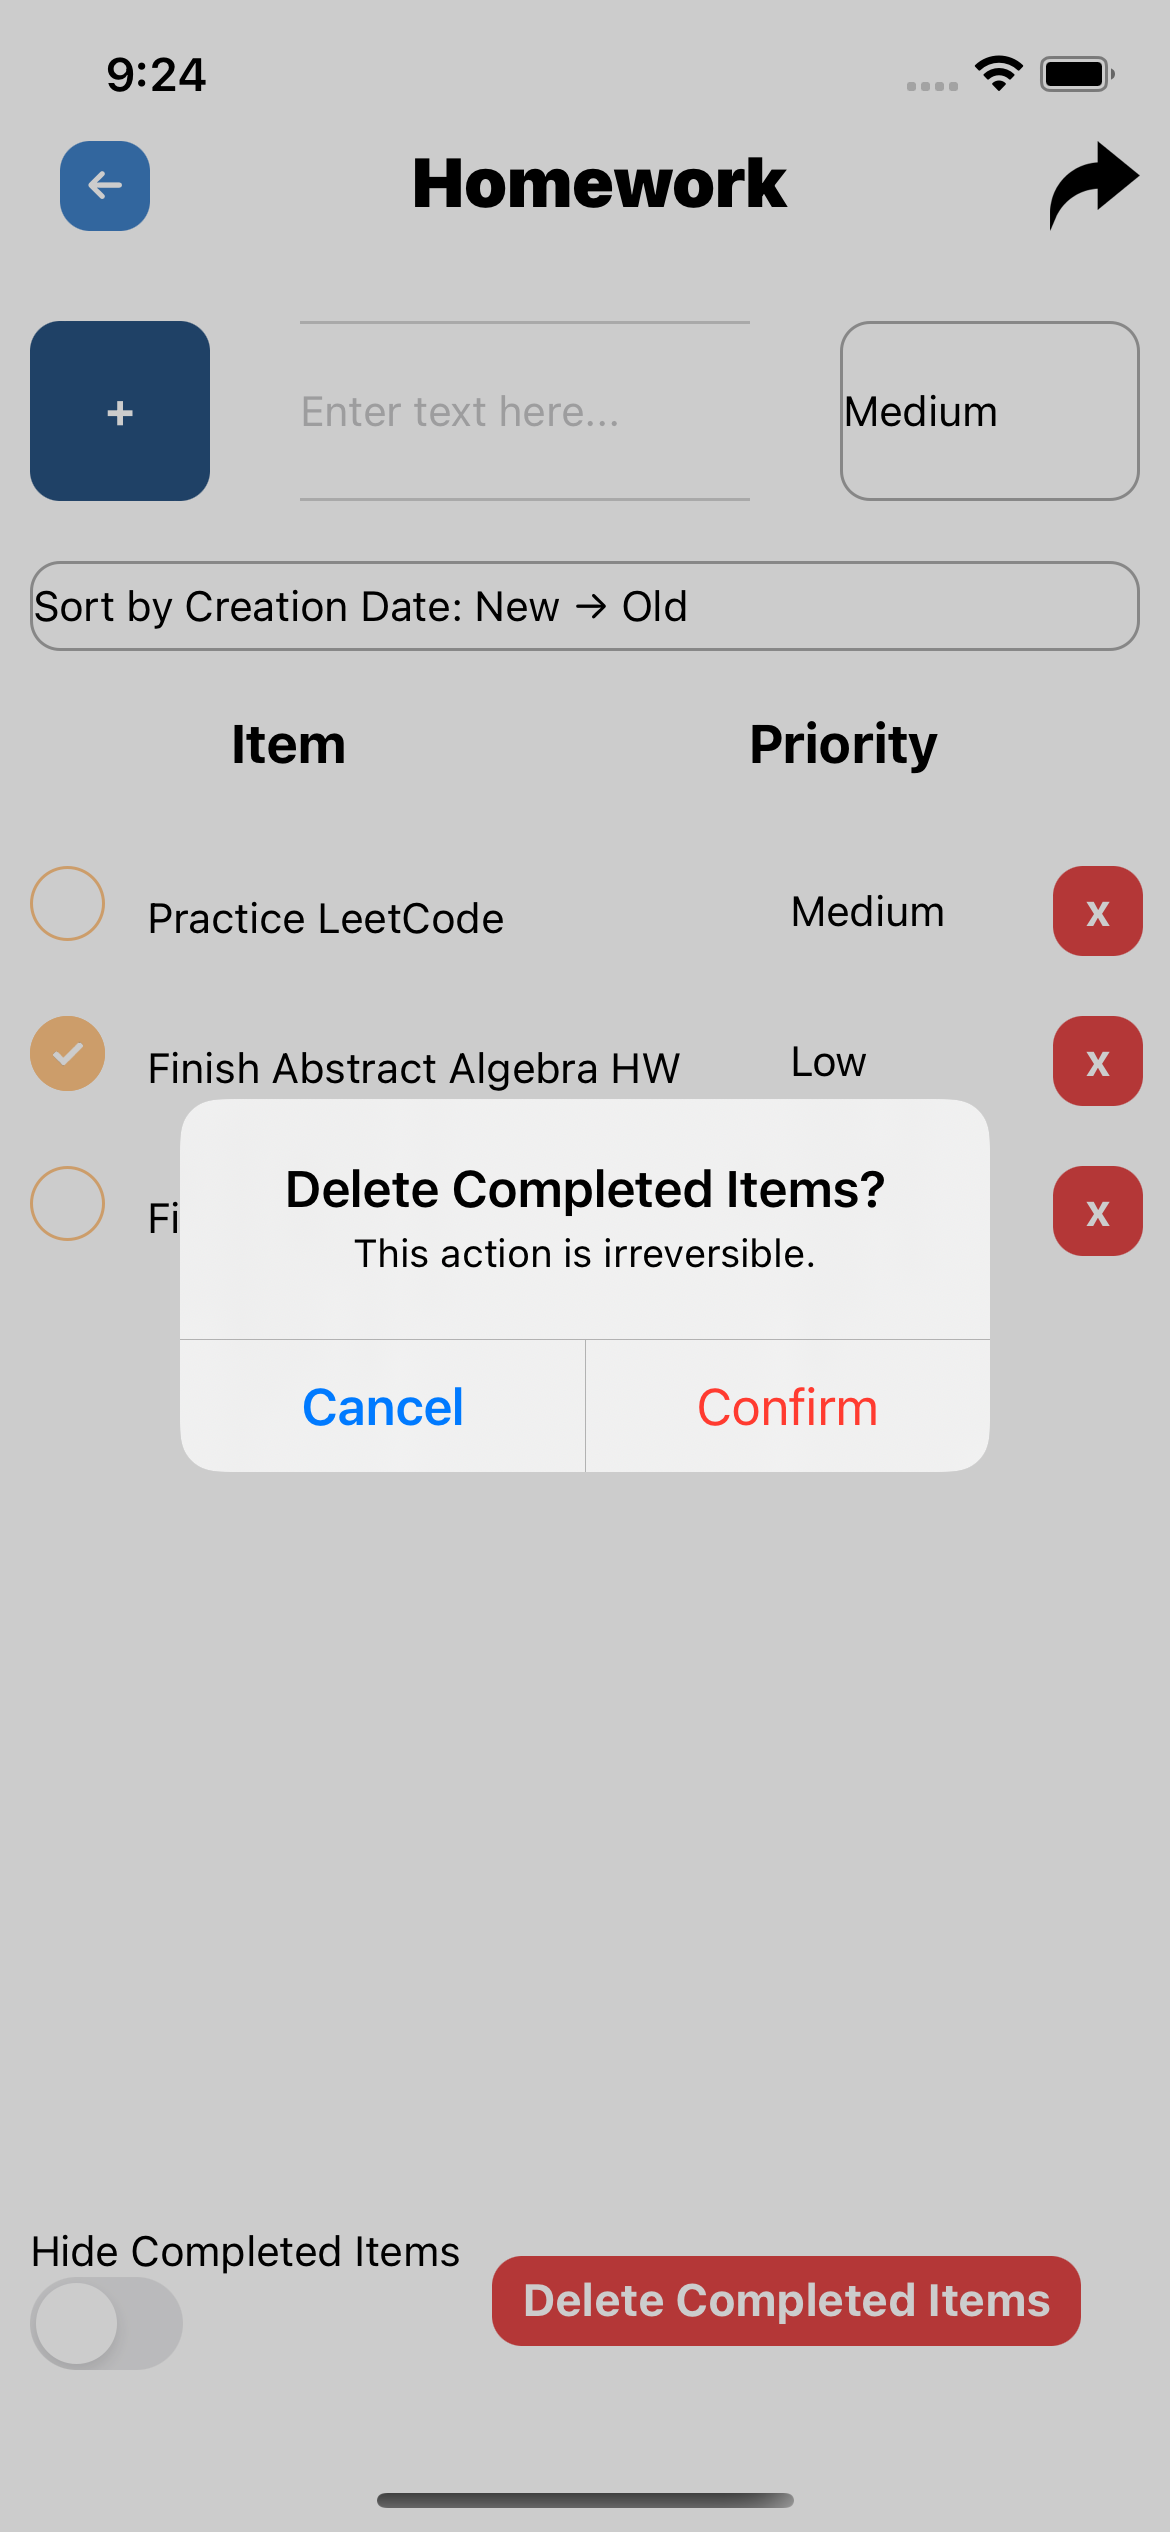 9:24
Homework
+
Enter text here...
Medium
Sort by Creation Date: New → Old
Item Priority
Practice LeetCode Medium x
Finish Abstract Algebra HW Low x
x
Delete Completed Items?
This action is irreversible.
Cancel Confirm
Hide Completed Items
Delete Completed Items